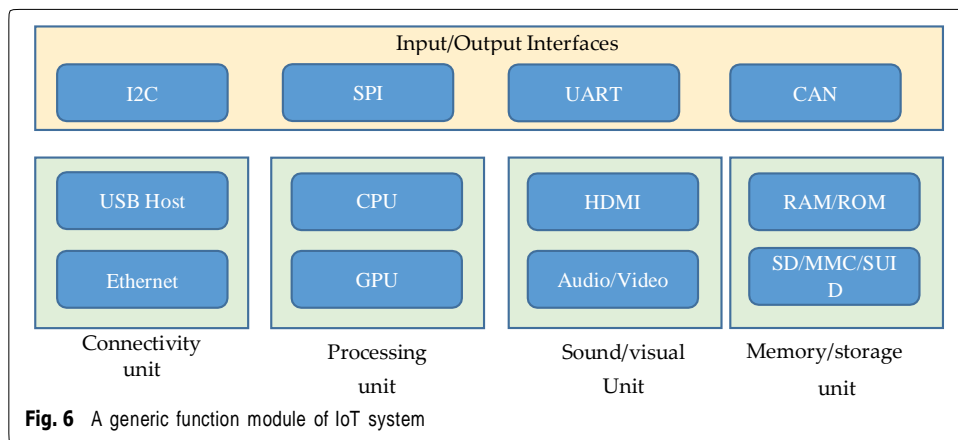 Input/Output Interfaces
I2C
SPI
UART
CAN
USB Host
CPU
HDMI
RAM/ROM
Ethernet
GPU
Audio/Video
SD/MMC/SUI
D
Connectivity
unit
Processing
unit
Sound/visual
Unit
Memory/storage
unit
Fig. 6 A generic function module of IoT system